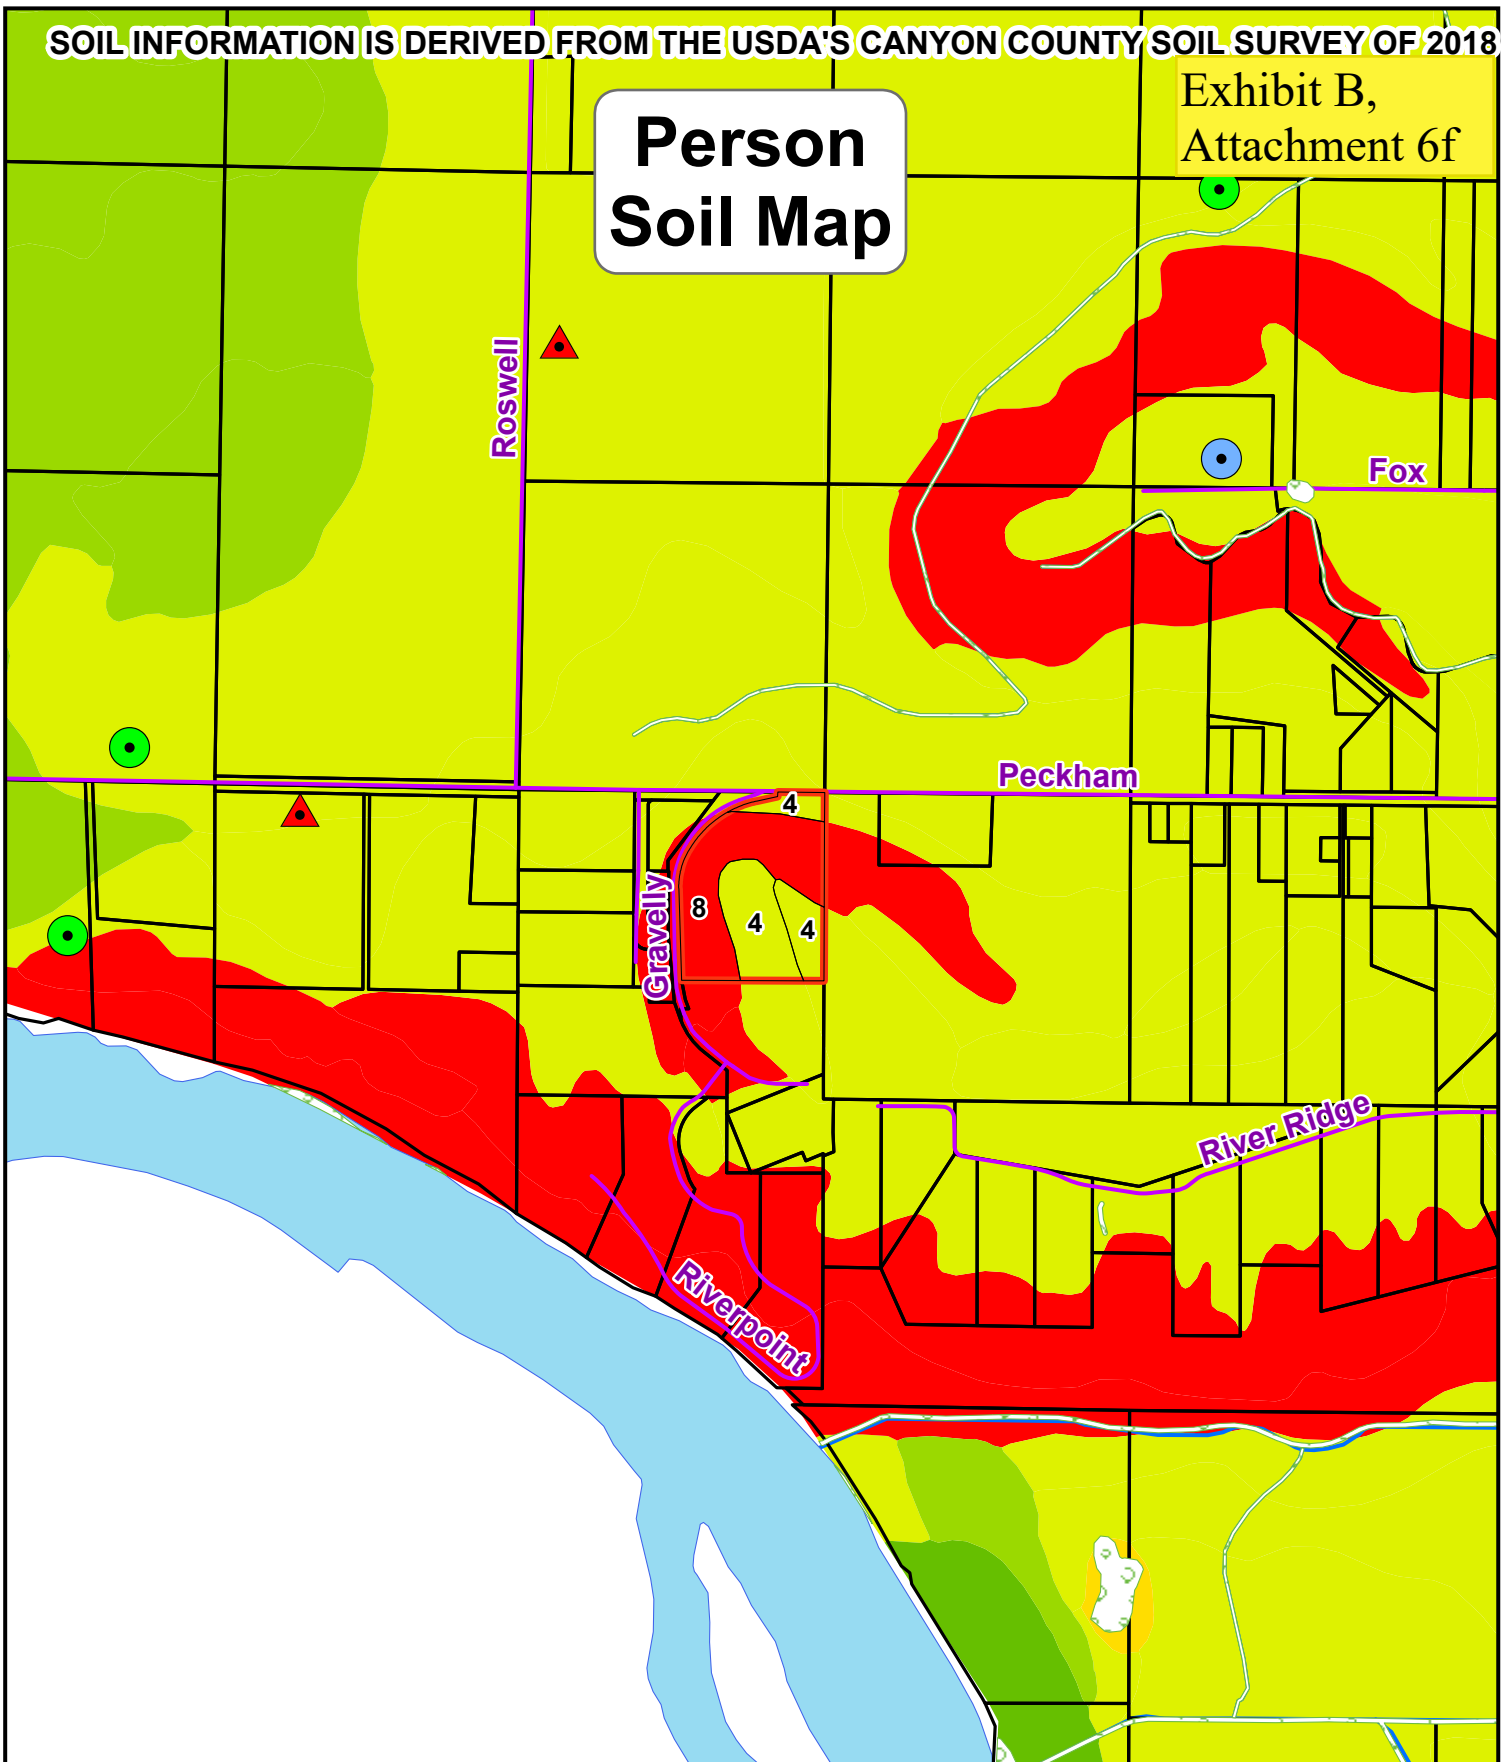 SOIL INFORMATION IS DERIVED FROM THE USDA'S CANYON COUNTY SOIL SURVEY OF 2018
Exhibit B,
Attachment 6f
Person
Soil Map
Roswell
Fox
Peckham
4
8
4
4
Gravelly
River Ridge
Riverpoint